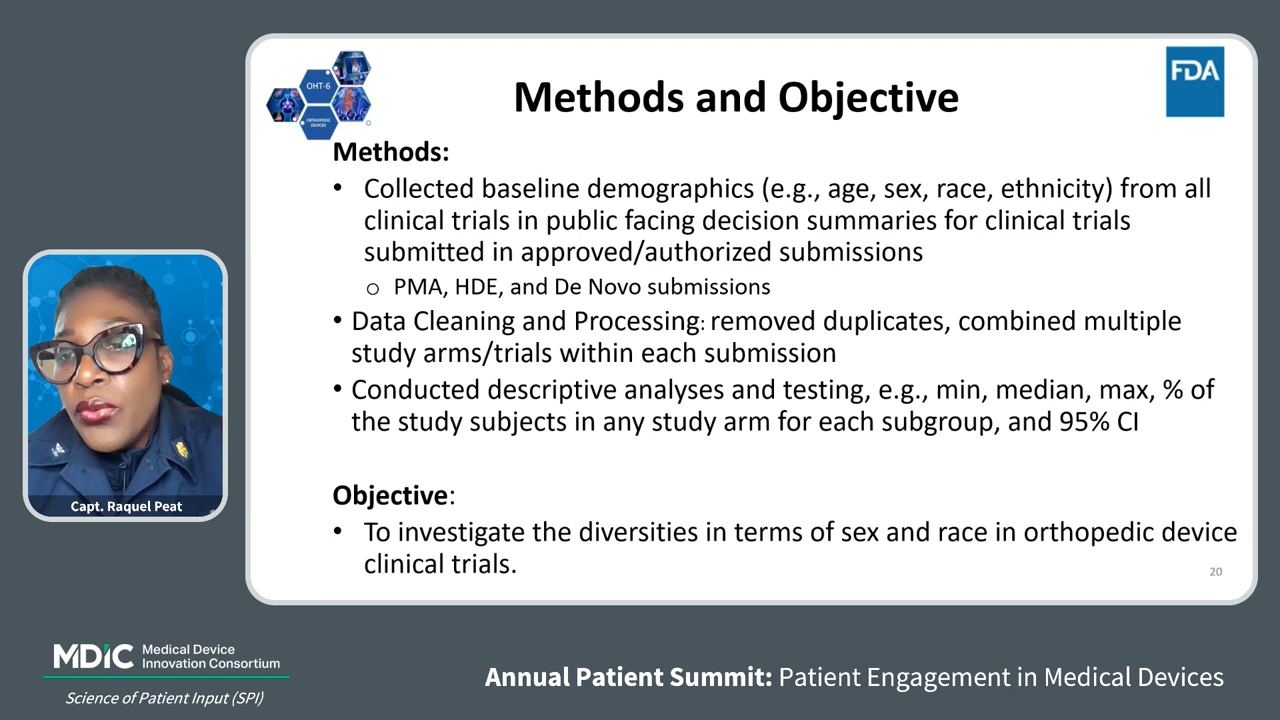 OHT-6
ORTHOPEDIC
DEVICES
FDA
Methods and Objective
Methods:
• Collected baseline demographics (e.g., age, sex, race, ethnicity) from all
clinical trials in public facing decision summaries for clinical trials
submitted in approved/authorized submissions
o PMA, HDE, and De Novo submissions
• Data Cleaning and Processing: removed duplicates, combined multiple
study arms/trials within each submission
• Conducted descriptive analyses and testing, e.g., min, median, max, % of
the study subjects in any study arm for each subgroup, and 95% CI
Objective:
• To investigate the diversities in terms of sex and race in orthopedic device
clinical trials.
20
Capt. Raquel Peat
MDIC Medical Device
Innovation Consortium
Science of Patient Input (SPI)
Annual Patient Summit: Patient Engagement in Medical Devices